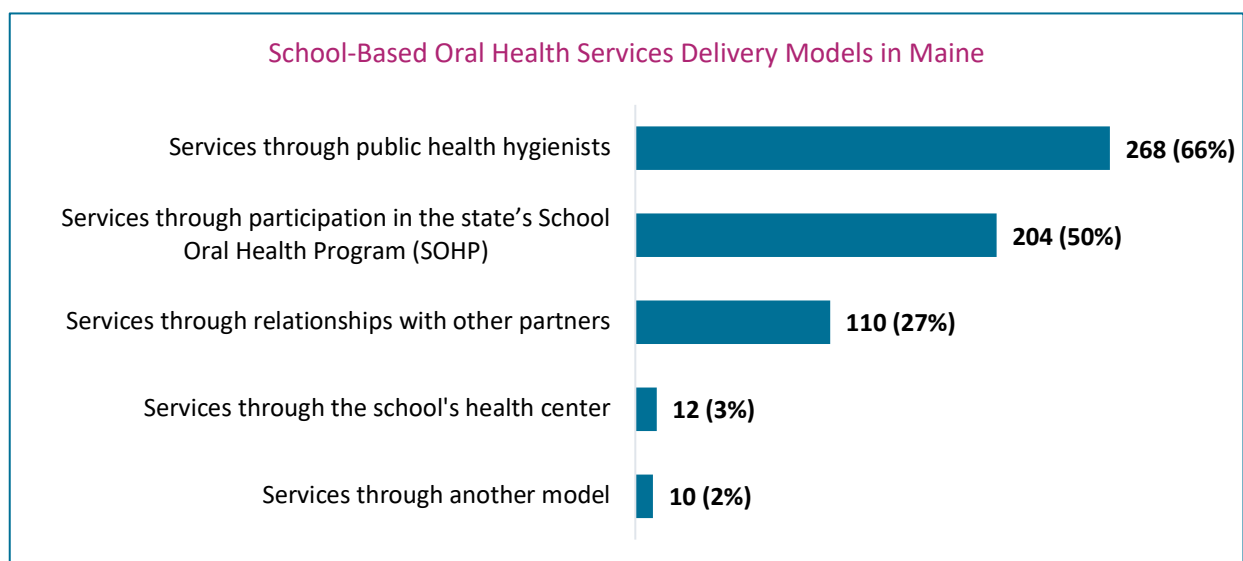 School-Based Oral Health Services Delivery Models in Maine
Services through public health hygienists
268 (66%)
Services through participation in the state’s School
Oral Health Program (SOHP)
204 (50%)
Services through relationships with other partners
110 (27%)
Services through the school's health center
12 (3%)
Services through another model
10 (2%)